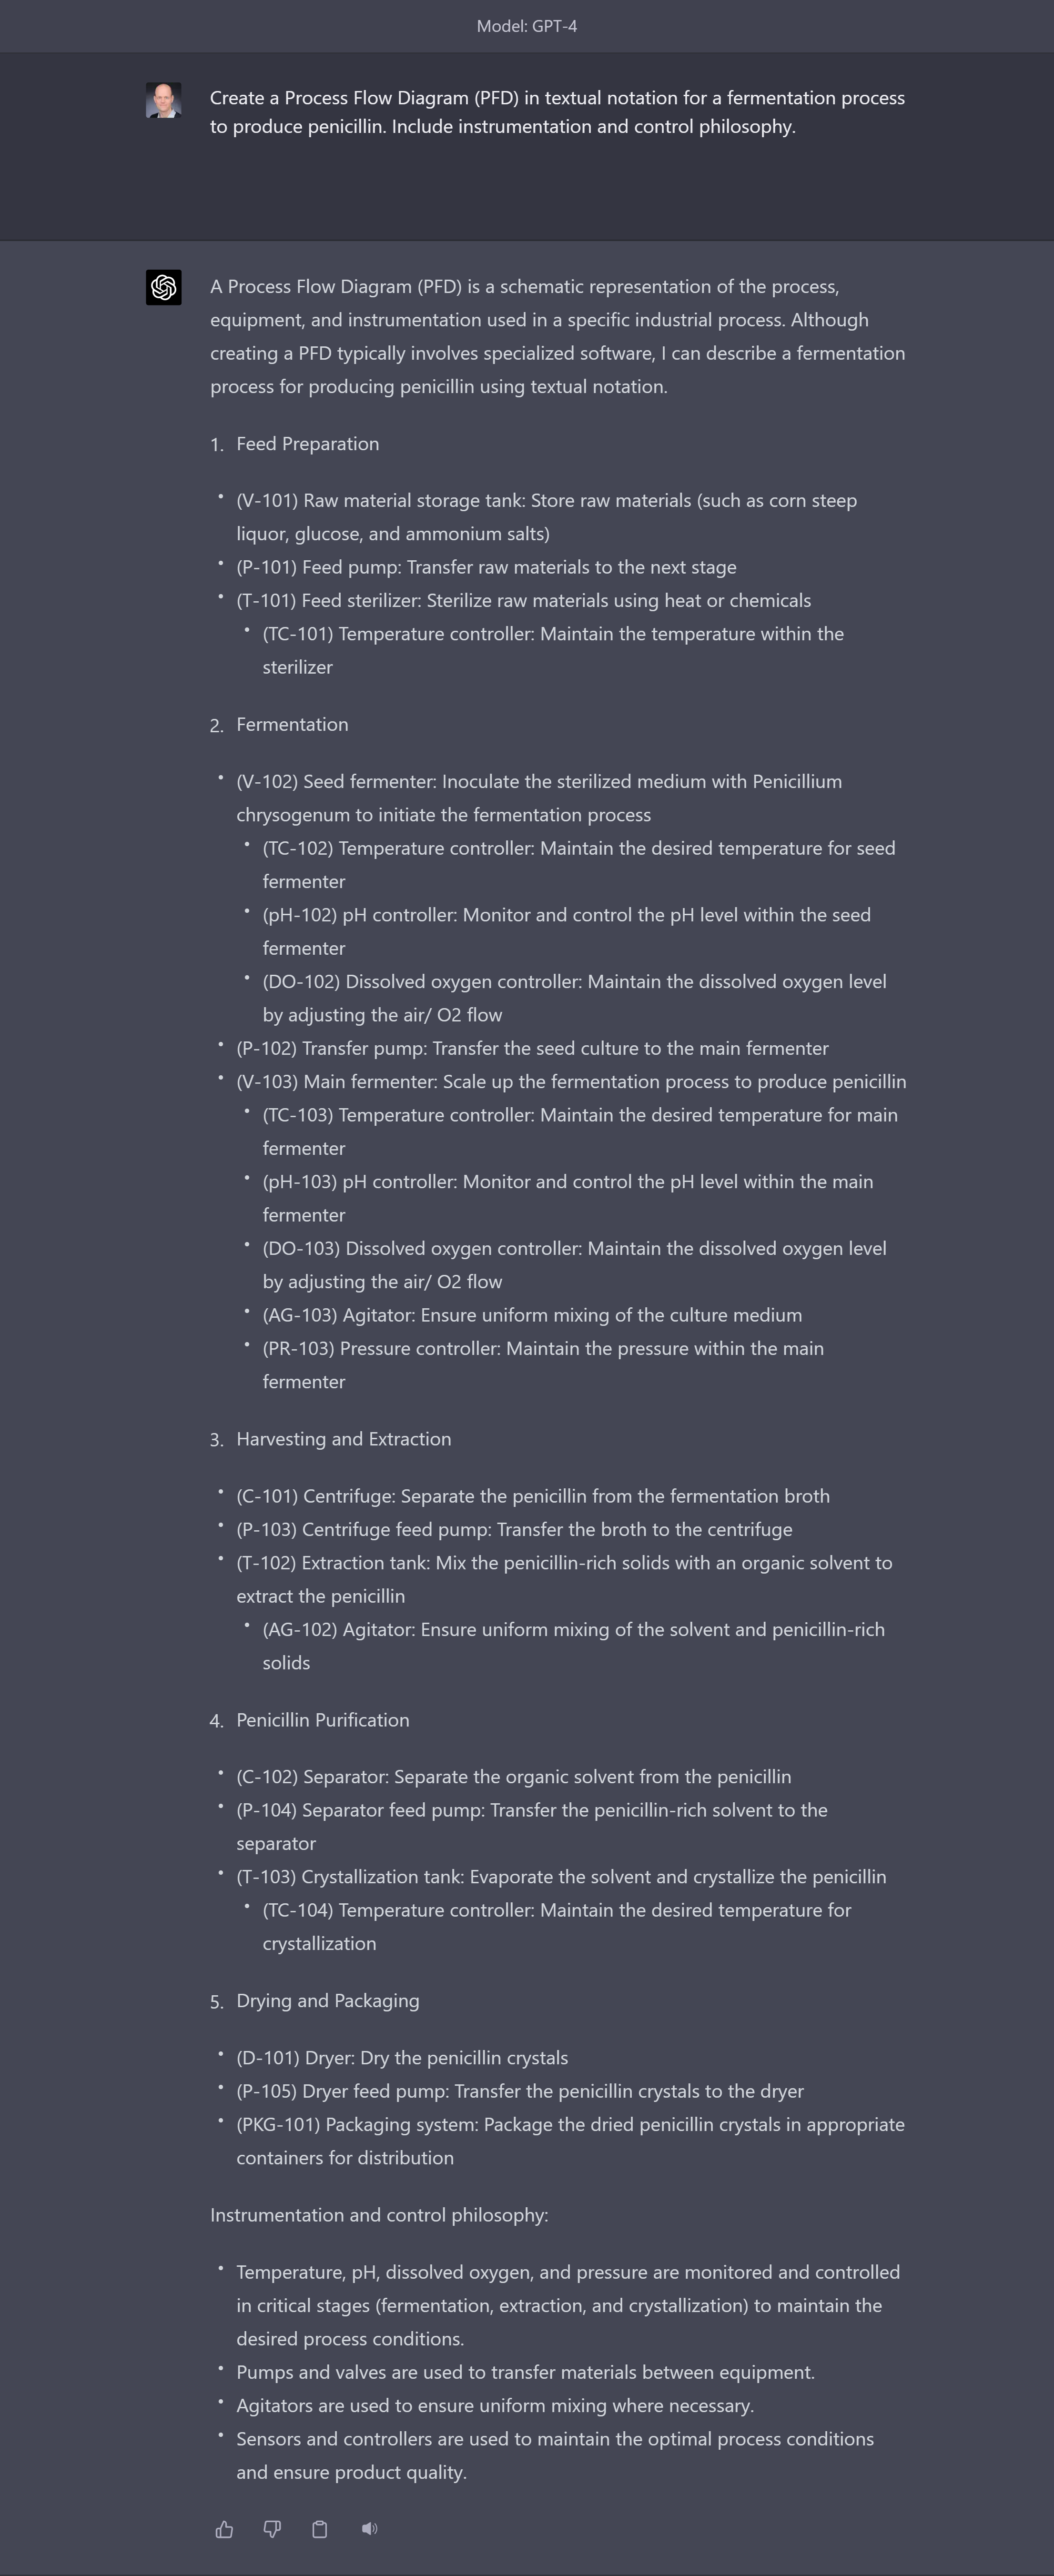 Model: GPT-4
Create a Process Flow Diagram (PFD) in textual notation for a fermentation process
to produce penicillin. Include instrumentation and control philosophy.
A Process Flow Diagram (PFD) is a schematic representation of the process,
equipment, and instrumentation used in a specific industrial process. Although
creating a PFD typically involves specialized software, I can describe a fermentation
process for producing penicillin using textual notation.
1. Feed Preparation
• (V-101) Raw material storage tank: Store raw materials (such as corn steep
liquor, glucose, and ammonium salts)
• (P-101) Feed pump: Transfer raw materials to the next stage
• (T-101) Feed sterilizer: Sterilize raw materials using heat or chemicals
• (TC-101) Temperature controller: Maintain the temperature within the
sterilizer
2. Fermentation
• (V-102) Seed fermenter: Inoculate the sterilized medium with Penicillium
chrysogenum to initiate the fermentation process
• (TC-102) Temperature controller: Maintain the desired temperature for seed
fermenter
• (pH-102) pH controller: Monitor and control the pH level within the seed
fermenter
• (DO-102) Dissolved oxygen controller: Maintain the dissolved oxygen level
by adjusting the air/ O2 flow
• (P-102) Transfer pump: Transfer the seed culture to the main fermenter
• (V-103) Main fermenter: Scale up the fermentation process to produce penicillin
• (TC-103) Temperature controller: Maintain the desired temperature for main
fermenter
• (pH-103) pH controller: Monitor and control the pH level within the main
fermenter
• (DO-103) Dissolved oxygen controller: Maintain the dissolved oxygen level
by adjusting the air/ O2 flow
• (AG-103) Agitator: Ensure uniform mixing of the culture medium
• (PR-103) Pressure controller: Maintain the pressure within the main
fermenter
3. Harvesting and Extraction
• (C-101) Centrifuge: Separate the penicillin from the fermentation broth
• (P-103) Centrifuge feed pump: Transfer the broth to the centrifuge
• (T-102) Extraction tank: Mix the penicillin-rich solids with an organic solvent to
extract the penicillin
• (AG-102) Agitator: Ensure uniform mixing of the solvent and penicillin-rich
solids
4. Penicillin Purification
• (C-102) Separator: Separate the organic solvent from the penicillin
• (P-104) Separator feed pump: Transfer the penicillin-rich solvent to the
separator
• (T-103) Crystallization tank: Evaporate the solvent and crystallize the penicillin
• (TC-104) Temperature controller: Maintain the desired temperature for
crystallization
5. Drying and Packaging
• (D-101) Dryer: Dry the penicillin crystals
• (P-105) Dryer feed pump: Transfer the penicillin crystals to the dryer
• (PKG-101) Packaging system: Package the dried penicillin crystals in appropriate
containers for distribution
Instrumentation and control philosophy:
• Temperature, pH, dissolved oxygen, and pressure are monitored and controlled
in critical stages (fermentation, extraction, and crystallization) to maintain the
desired process conditions.
• Pumps and valves are used to transfer materials between equipment.
• Agitators are used to ensure uniform mixing where necessary.
• Sensors and controllers are used to maintain the optimal process conditions
and ensure product quality.